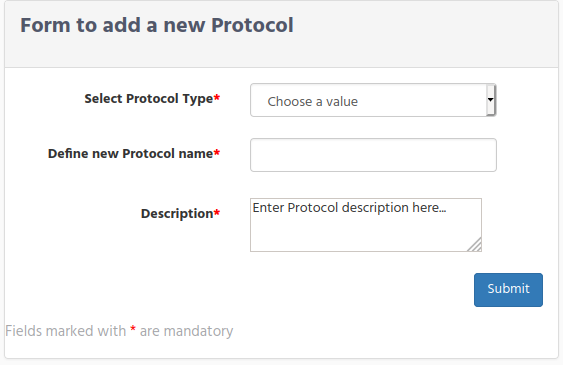 Form to add a new Protocol
Select Protocol Type*
Choose a value
Define new Protocol name*
Description*
Enter Protocol description here...
Submit
Fields marked with * are mandatory